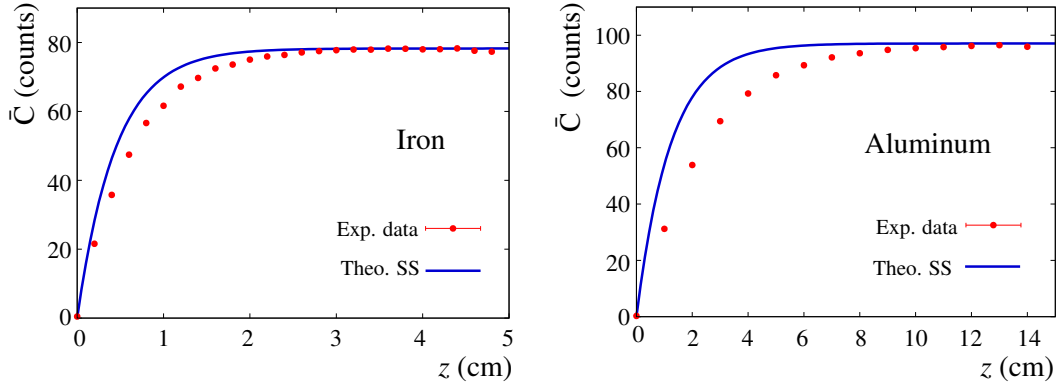 C̄ (counts)
100
80
60
40
20
0
Iron
Exp. data
Theo. SS
0 1 2 3 4 5
z (cm)
C̄ (counts)
120
100
80
60
40
20
0
Aluminum
Exp. data
Theo. SS
0 2 4 6 8 10 12 14
z (cm)